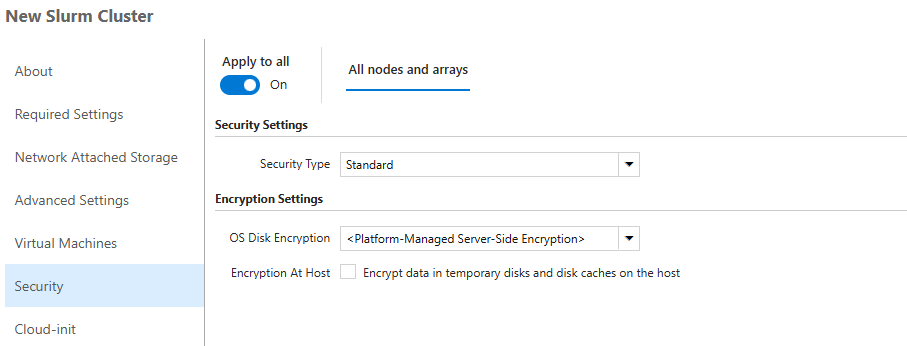 New Slurm Cluster
About
Required Settings
Network Attached Storage
Advanced Settings
Virtual Machines
Security
Cloud-init
Apply to all
On
All nodes and arrays
Security Settings
Security Type Standard
Encryption Settings
OS Disk Encryption <Platform-Managed Server-Side Encryption>
Encryption At Host Encrypt data in temporary disks and disk caches on the host